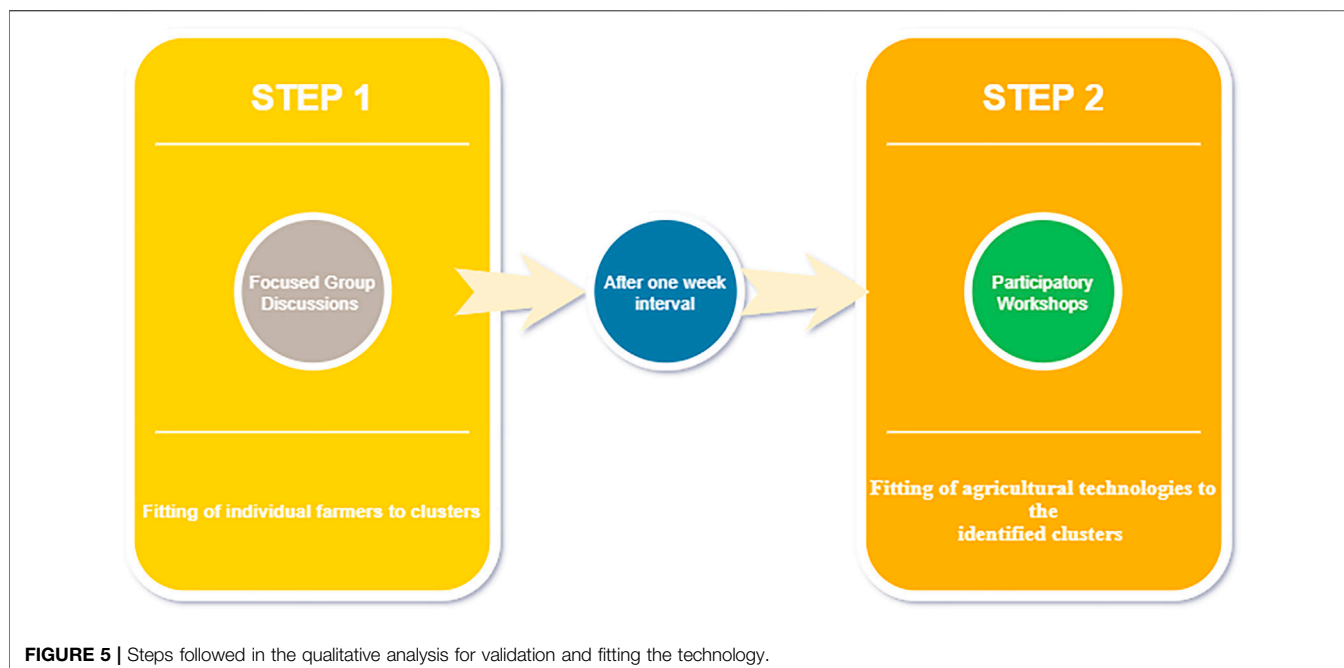 STEP 1
Focused Group
Discussions
Fitting of individual farmers to clusters
After one week
interval
STEP 2
Participatory
Workshops
Fitting of agricultural technologies to
the
identified clusters
FIGURE 5 | Steps followed in the qualitative analysis for validation and fitting the technology.